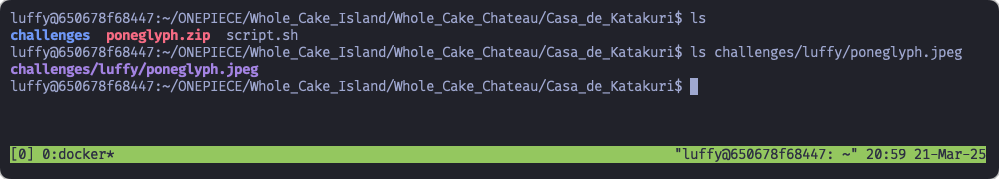 luffy@650678f68447:~/ONEPIECE/Whole_Cake_Island/Whole_Cake_Chateau/Casa_de_Katakuri$ ls
challenges  poneglyph.zip  script.sh
luffy@650678f68447:~/ONEPIECE/Whole_Cake_Island/Whole_Cake_Chateau/Casa_de_Katakuri$ ls challenges/luffy/poneglyph.jpeg
challenges/luffy/poneglyph.jpeg
luffy@650678f68447:~/ONEPIECE/Whole_Cake_Island/Whole_Cake_Chateau/Casa_de_Katakuri$
[0] 0:docker* "luffy@650678f68447: ~" 20:59 21-Mar-25